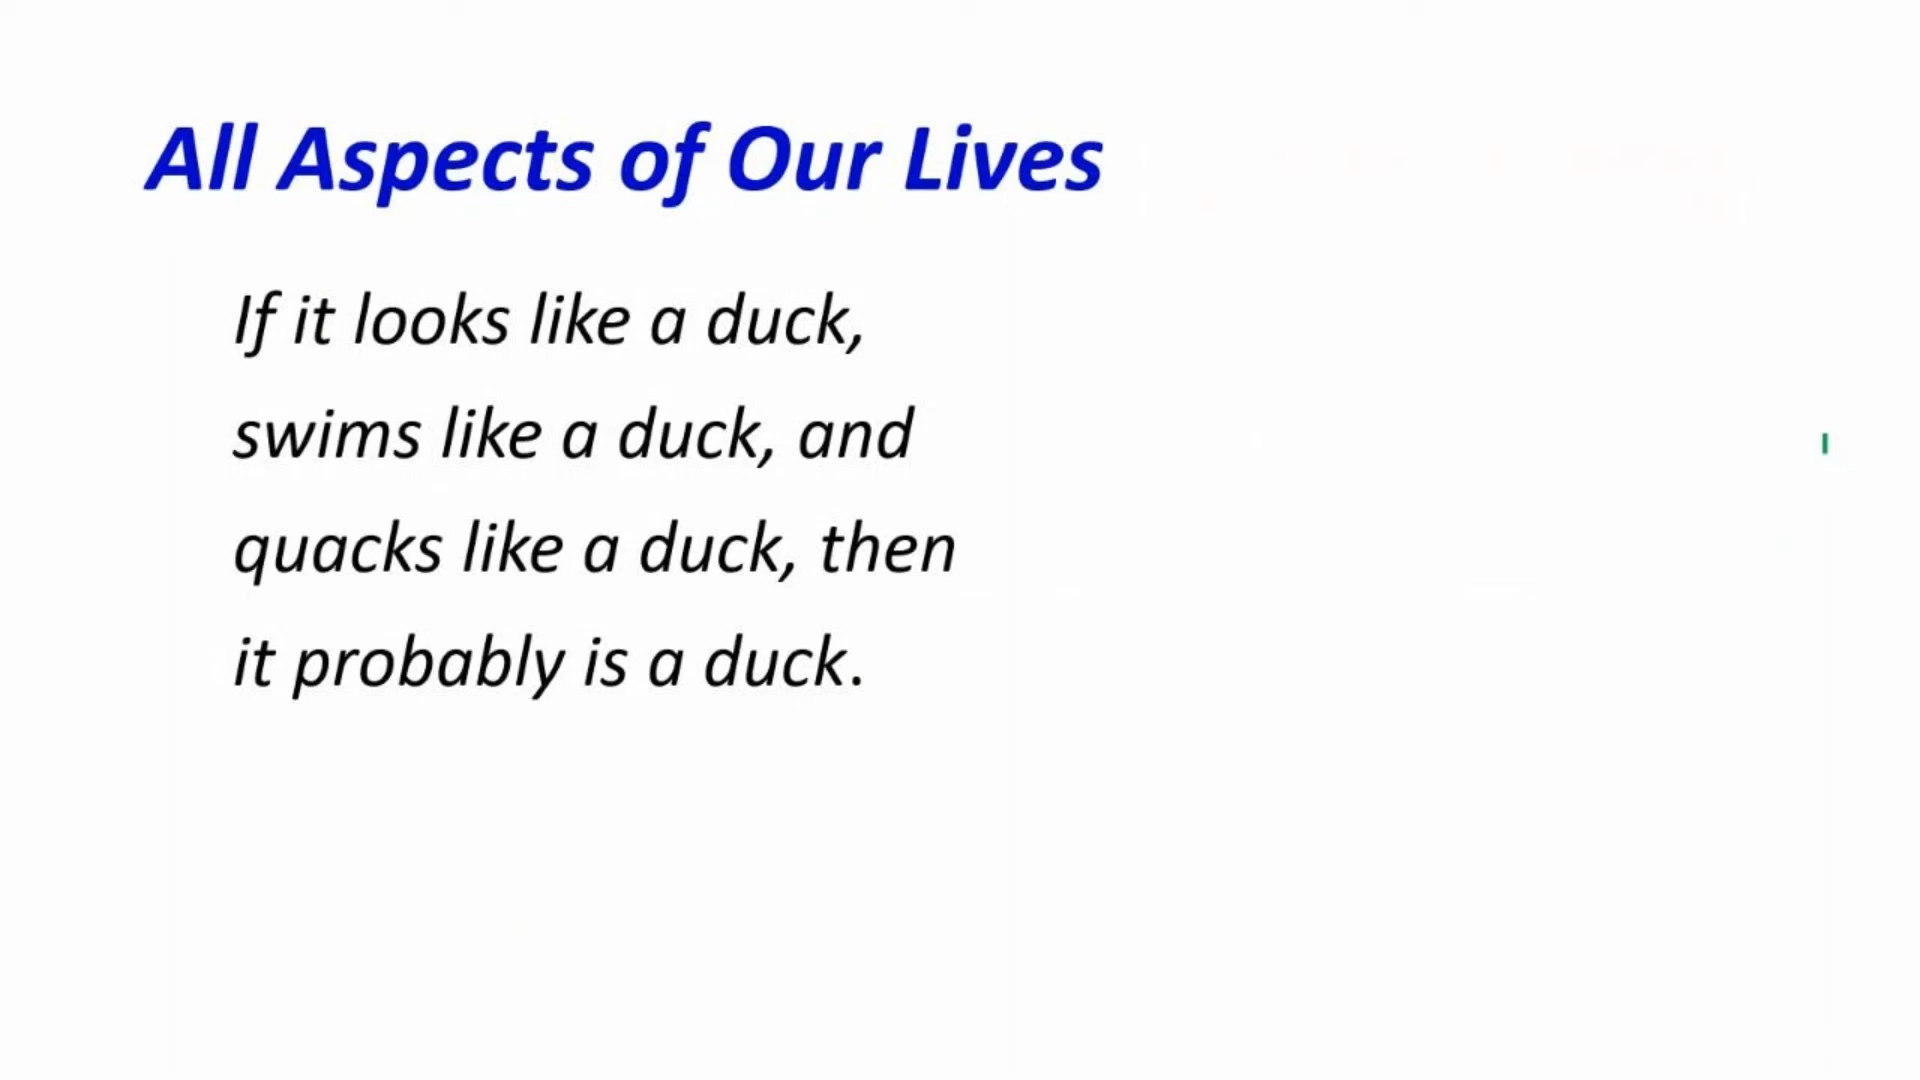 All Aspects of Our Lives
If it looks like a duck,
swims like a duck, and
quacks like a duck, then
it probably is a duck.